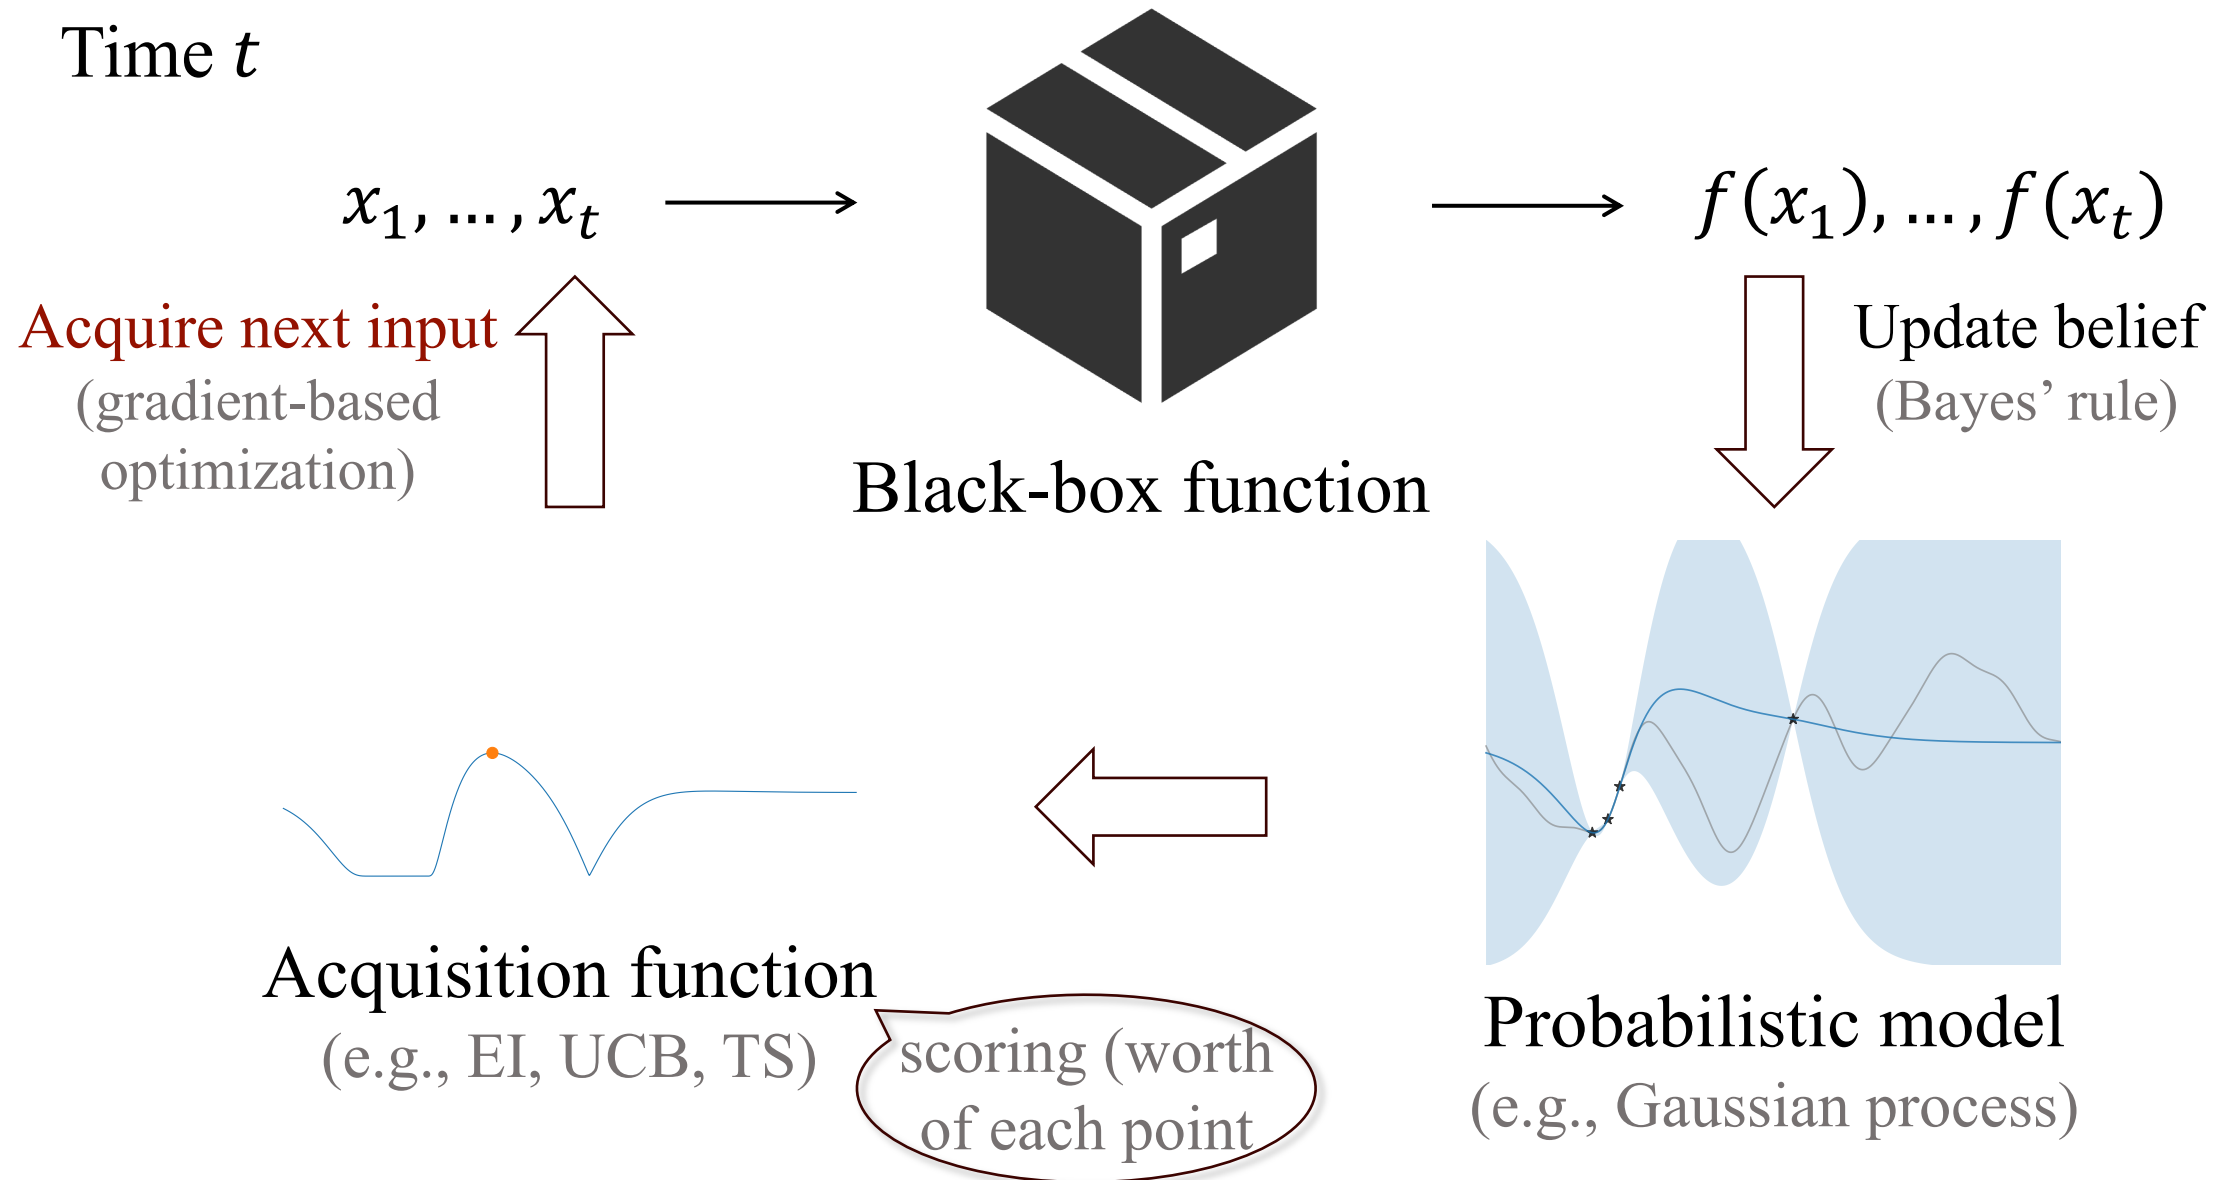 Time t
x₁, … , xₜ
f(x₁), … , f(xₜ)
Acquire next input
(gradient-based
optimization)
Update belief
(Bayes’ rule)
Black-box function
Acquisition function
(e.g., EI, UCB, TS)
scoring (worth
of each point
Probabilistic model
(e.g., Gaussian process)